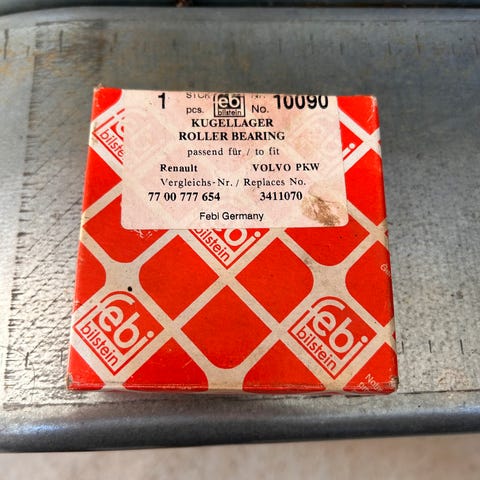 1 STCK
pcs.
febi
bilstein
No. 10090
KUGELLAGER
ROLLER BEARING
passend für / to fit
Renault VOLVO PKW
Vergleichs-Nr. / Replaces No.
77 00 777 654 3411070
Febi Germany
febi
bilstein
febi
bilstein
febi
bilstein